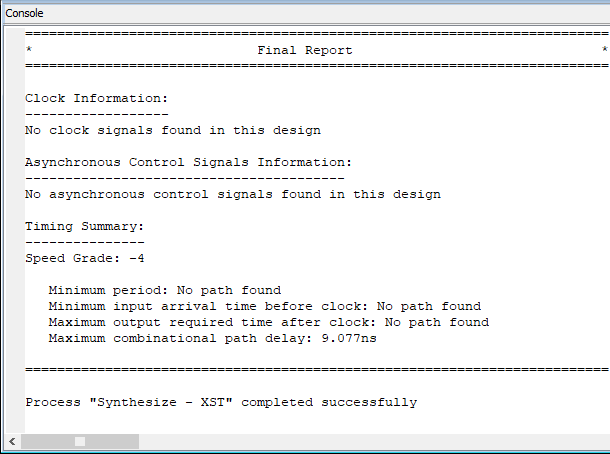 Console
=========================================================================
*                            Final Report                               *
=========================================================================
Clock Information:
------------------
No clock signals found in this design
Asynchronous Control Signals Information:
----------------------------------------
No asynchronous control signals found in this design
Timing Summary:
---------------
Speed Grade: -4
Minimum period: No path found
Minimum input arrival time before clock: No path found
Maximum output required time after clock: No path found
Maximum combinational path delay: 9.077ns
=========================================================================
Process "Synthesize - XST" completed successfully